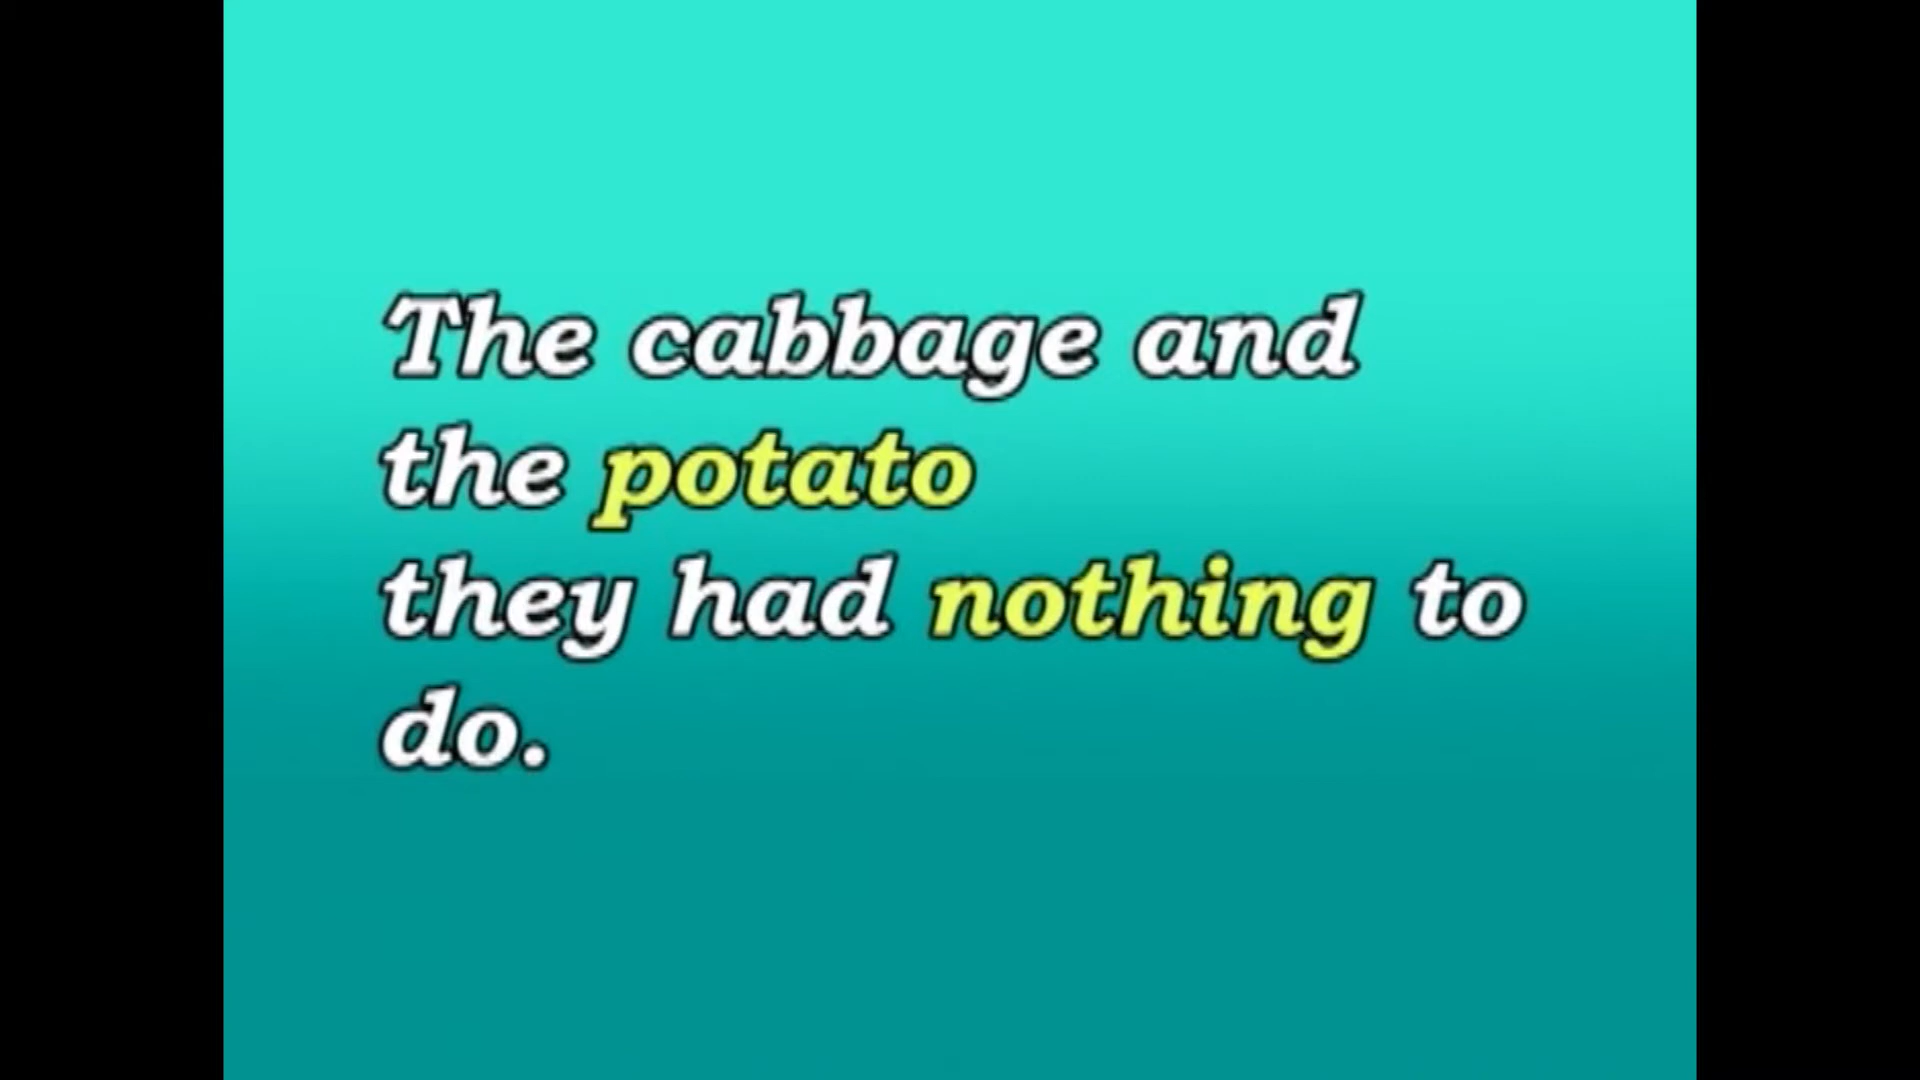 The cabbage and
the potato
they had nothing to
do.